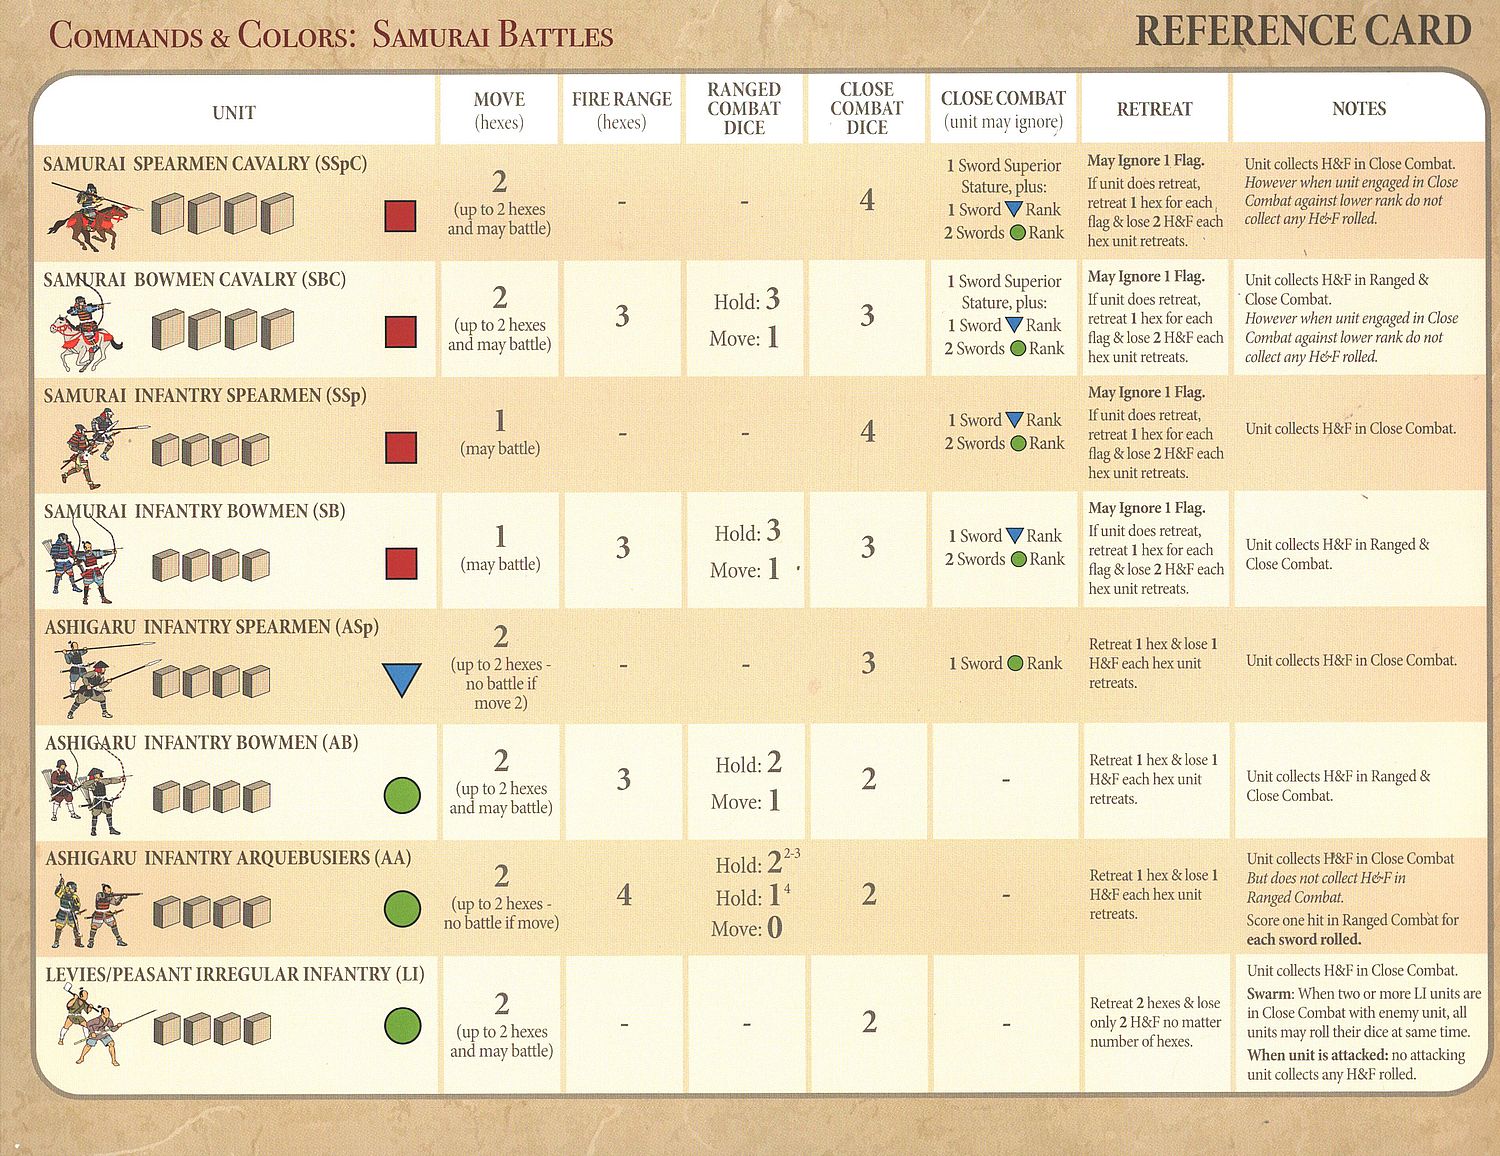 COMMANDS & COLORS: SAMURAI BATTLES
REFERENCE CARD
UNIT
MOVE
(hexes)
FIRE RANGE
(hexes)
RANGED
COMBAT
DICE
CLOSE
COMBAT
DICE
CLOSE COMBAT
(unit may ignore)
RETREAT
NOTES
SAMURAI SPEARMEN CAVALRY (SSpC)
2
(up to 2 hexes
and may battle)
-
-
4
1 Sword Superior
Stature, plus:
1 Sword Rank
2 Swords Rank
May Ignore 1 Flag.
If unit does retreat,
retreat 1 hex for each
flag & lose 2 H&F each
hex unit retreats.
Unit collects H&F in Close Combat.
However when unit engaged in Close
Combat against lower rank do not
collect any H&F rolled.
SAMURAI BOWMEN CAVALRY (SBC)
2
(up to 2 hexes
and may battle)
3
Hold: 3
Move: 1
3
1 Sword Superior
Stature, plus:
1 Sword Rank
2 Swords Rank
May Ignore 1 Flag.
If unit does retreat,
retreat 1 hex for each
flag & lose 2 H&F each
hex unit retreats.
Unit collects H&F in Ranged &
Close Combat.
However when unit engaged in Close
Combat against lower rank do not
collect any H&F rolled.
SAMURAI INFANTRY SPEARMEN (SSp)
1
(may battle)
-
-
4
1 Sword Rank
2 Swords Rank
May Ignore 1 Flag.
If unit does retreat,
retreat 1 hex for each
flag & lose 2 H&F each
hex unit retreats.
Unit collects H&F in Close Combat.
SAMURAI INFANTRY BOWMEN (SB)
1
(may battle)
3
Hold: 3
Move: 1
3
1 Sword Rank
2 Swords Rank
May Ignore 1 Flag.
If unit does retreat,
retreat 1 hex for each
flag & lose 2 H&F each
hex unit retreats.
Unit collects H&F in Ranged &
Close Combat.
ASHIGARU INFANTRY SPEARMEN (ASp)
2
(up to 2 hexes -
no battle if
move 2)
-
-
3
1 Sword Rank
Retreat 1 hex & lose 1
H&F each hex unit
retreats.
Unit collects H&F in Close Combat.
ASHIGARU INFANTRY BOWMEN (AB)
2
(up to 2 hexes
and may battle)
3
Hold: 2
Move: 1
2
-
Retreat 1 hex & lose 1
H&F each hex unit
retreats.
Unit collects H&F in Ranged &
Close Combat.
ASHIGARU INFANTRY ARQUEBUSIERS (AA)
2
(up to 2 hexes -
no battle if move)
4
Hold: 2 2-3
Hold: 1 4
Move: 0
2
-
Retreat 1 hex & lose 1
H&F each hex unit
retreats.
Unit collects H&F in Close Combat
But does not collect H&F in
Ranged Combat.
Score one hit in Ranged Combat for
each sword rolled.
LEVIES/PEASANT IRREGULAR INFANTRY (LI)
2
(up to 2 hexes
and may battle)
-
-
2
-
Retreat 2 hexes & lose
only 2 H&F no matter
number of hexes.
Unit collects H&F in Close Combat.
Swarm: When two or more LI units are
in Close Combat with enemy unit, all
units may roll their dice at same time.
When unit is attacked: no attacking
unit collects any H&F rolled.